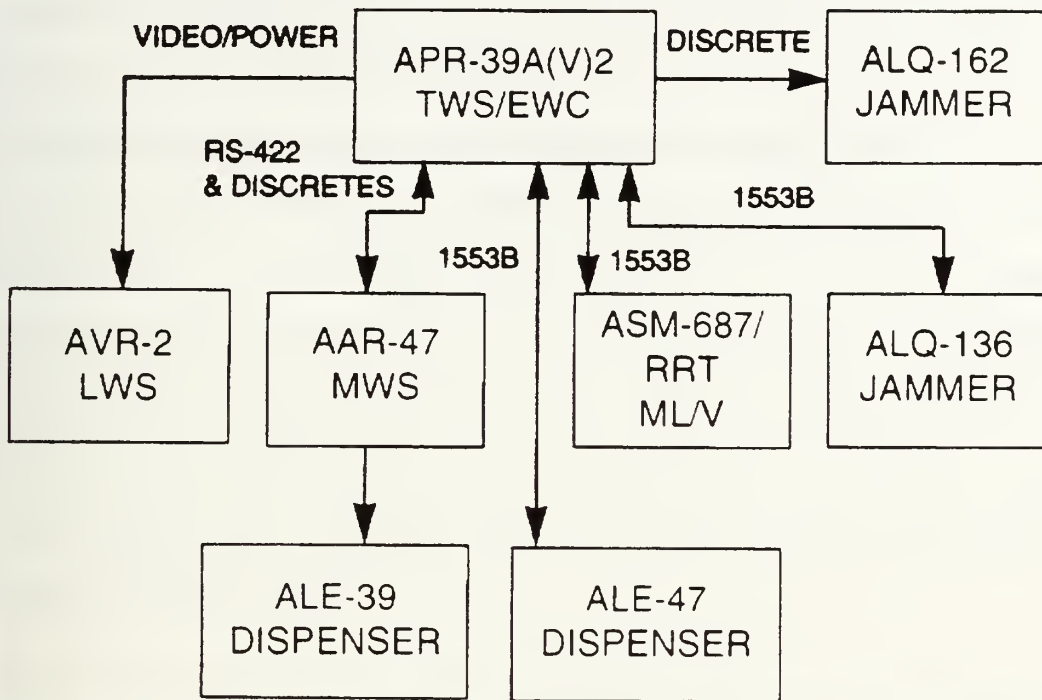 VIDEO/POWER
APR-39A(V)2
TWS/EWC
DISCRETE
ALQ-162
JAMMER
RS-422
& DISCRETES
1553B
1553B
1553B
AVR-2
LWS
AAR-47
MWS
ASM-687/
RRT
ML/V
ALQ-136
JAMMER
ALE-39
DISPENSER
ALE-47
DISPENSER